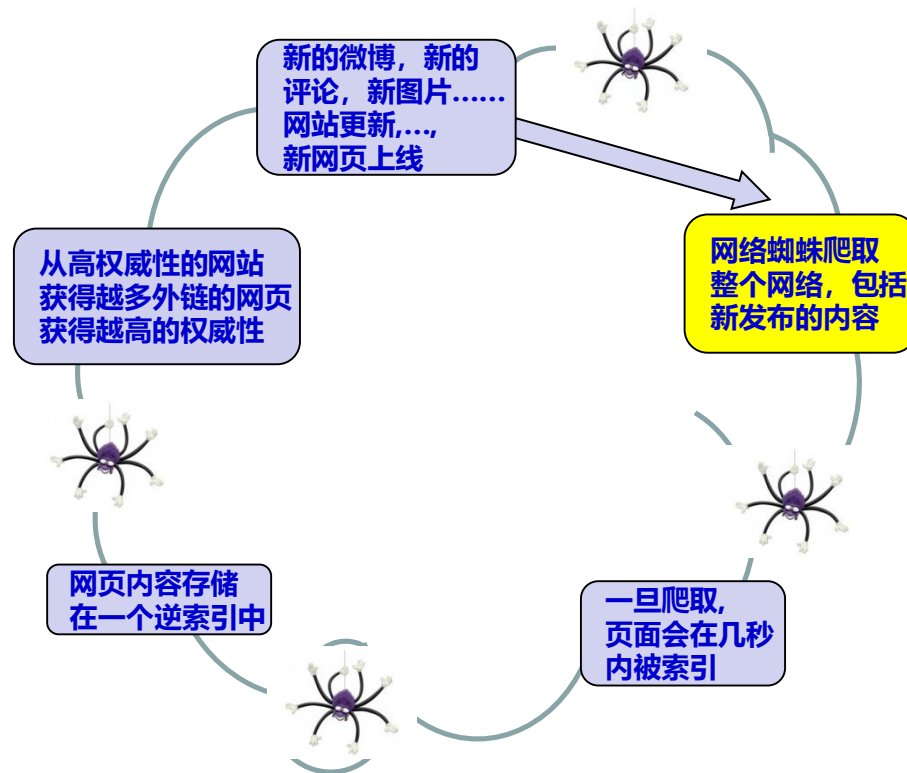 新的微博，新的
评论，新图片……
网站更新,…,
新网页上线
网络蜘蛛爬取
整个网络，包括
新发布的内容
一旦爬取,
页面会在几秒
内被索引
网页内容存储
在一个逆索引中
从高权威性的网站
获得越多外链的网页
获得越高的权威性